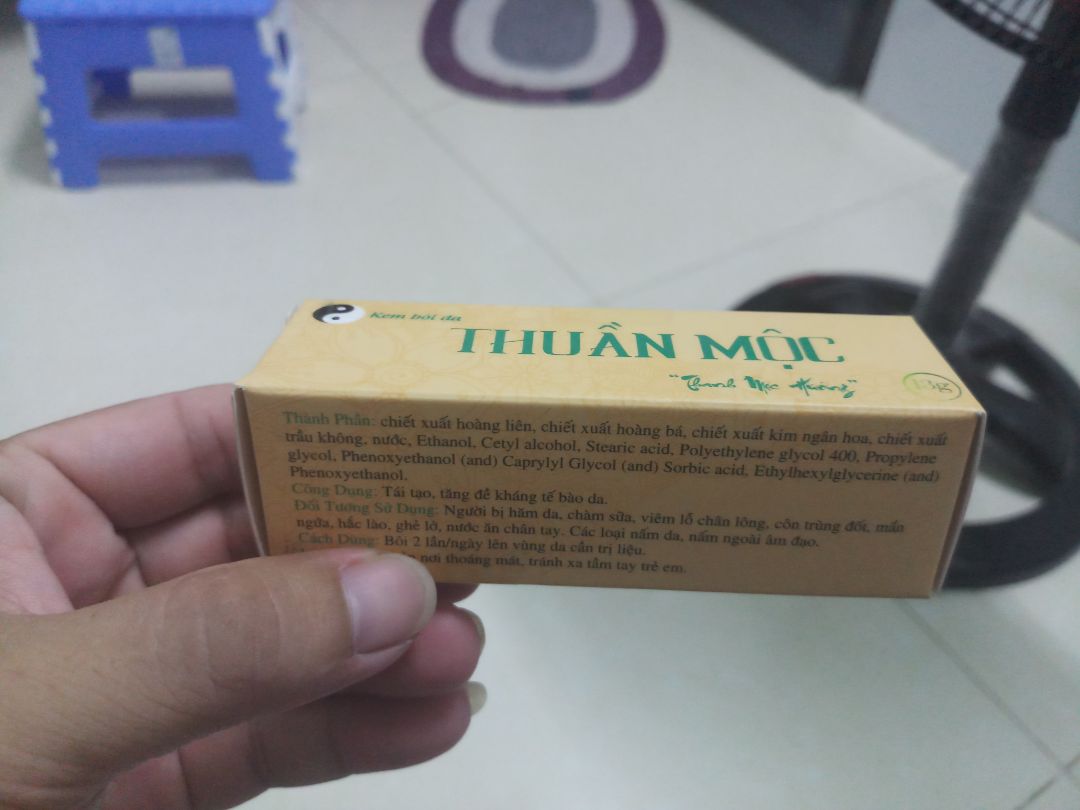 Kem bôi da
THUẦN MỘC
"Thanh Mộc Hương"
13g
Thành Phần: chiết xuất hoàng liên, chiết xuất hoàng bá, chiết xuất kim ngân hoa, chiết xuất
trầu không, nước, Ethanol, Cetyl alcohol, Stearic acid, Polyethylene glycol 400, Propylene
glycol, Phenoxyethanol (and) Caprylyl Glycol (and) Sorbic acid, Ethylhexylglycerine (and)
Phenoxyethanol.
Công Dụng: Tái tạo, tăng đề kháng tế bào da.
Đối Tượng Sử Dụng: Người bị hăm da, chàm sữa, viêm lỗ chân lông, côn trùng đốt, mẩn
ngứa, hắc lào, ghẻ lở, nước ăn chân tay. Các loại nấm da, nấm ngoài âm đạo.
Cách Dùng: Bôi 2 lần/ngày lên vùng da cần trị liệu.
nơi thoáng mát, tránh xa tầm tay trẻ em.